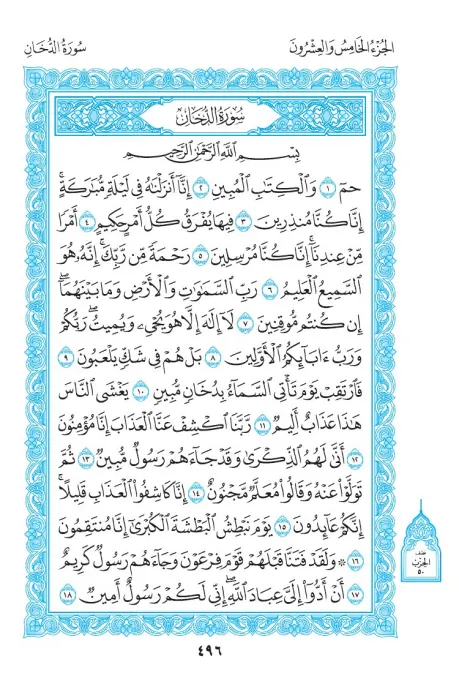 الجُزْءُ الخَامِسُ وَالعِشْرُونَ
سُورَةُ الدُّخَانِ
سُورَةُ الدُّخَانِ
بِسْمِ ٱللَّهِ ٱلرَّحْمَٰنِ ٱلرَّحِيمِ
حمٓ ١ وَٱلْكِتَٰبِ ٱلْمُبِينِ ٢ إِنَّآ أَنزَلْنَٰهُ فِى لَيْلَةٍ مُّبَٰرَكَةٍ ۚ
إِنَّا كُنَّا مُنذِرِينَ ٣ فِيهَا يُفْرَقُ كُلُّ أَمْرٍ حَكِيمٍ ٤ أَمْرًا
مِّنْ عِندِنَآ ۚ إِنَّا كُنَّا مُرْسِلِينَ ٥ رَحْمَةً مِّن رَّبِّكَ ۚ إِنَّهُۥ هُوَ
ٱلسَّمِيعُ ٱلْعَلِيمُ ٦ رَبِّ ٱلسَّمَٰوَٰتِ وَٱلْأَرْضِ وَمَا بَيْنَهُمَآ ۖ
إِن كُنتُم مُّوقِنِينَ ٧ لَآ إِلَٰهَ إِلَّا هُوَ يُحْىِۦ وَيُمِيتُ ۖ رَبُّكُمْ
وَرَبُّ ءَابَآئِكُمُ ٱلْأَوَّلِينَ ٨ بَلْ هُمْ فِى شَكٍّ يَلْعَبُونَ ٩
فَٱرْتَقِبْ يَوْمَ تَأْتِى ٱلسَّمَآءُ بِدُخَانٍ مُّبِينٍ ١٠ يَغْشَى ٱلنَّاسَ ۖ
هَٰذَا عَذَابٌ أَلِيمٌ ١١ رَّبَّنَا ٱكْشِفْ عَنَّا ٱلْعَذَابَ إِنَّا مُؤْمِنُونَ
١٢ أَنَّىٰ لَهُمُ ٱلذِّكْرَىٰ وَقَدْ جَآءَهُمْ رَسُولٌ مُّبِينٌ ١٣ ثُمَّ
تَوَلَّوْا۟ عَنْهُ وَقَالُوا۟ مُعَلَّمٌ مَّجْنُونٌ ١٤ إِنَّا كَاشِفُوا۟ ٱلْعَذَابِ قَلِيلًا ۚ
إِنَّكُمْ عَآئِدُونَ ١٥ يَوْمَ نَبْطِشُ ٱلْبَطْشَةَ ٱلْكُبْرَىٰٓ إِنَّا مُنتَقِمُونَ
١٦ ۞ وَلَقَدْ فَتَنَّا قَبْلَهُمْ قَوْمَ فِرْعَوْنَ وَجَآءَهُمْ رَسُولٌ كَرِيمٌ
١٧ أَنْ أَدُّوٓا۟ إِلَىَّ عِبَادَ ٱللَّهِ ۖ إِنِّى لَكُمْ رَسُولٌ أَمِينٌ ١٨
الحِزْب
٥٠
٤٩٦